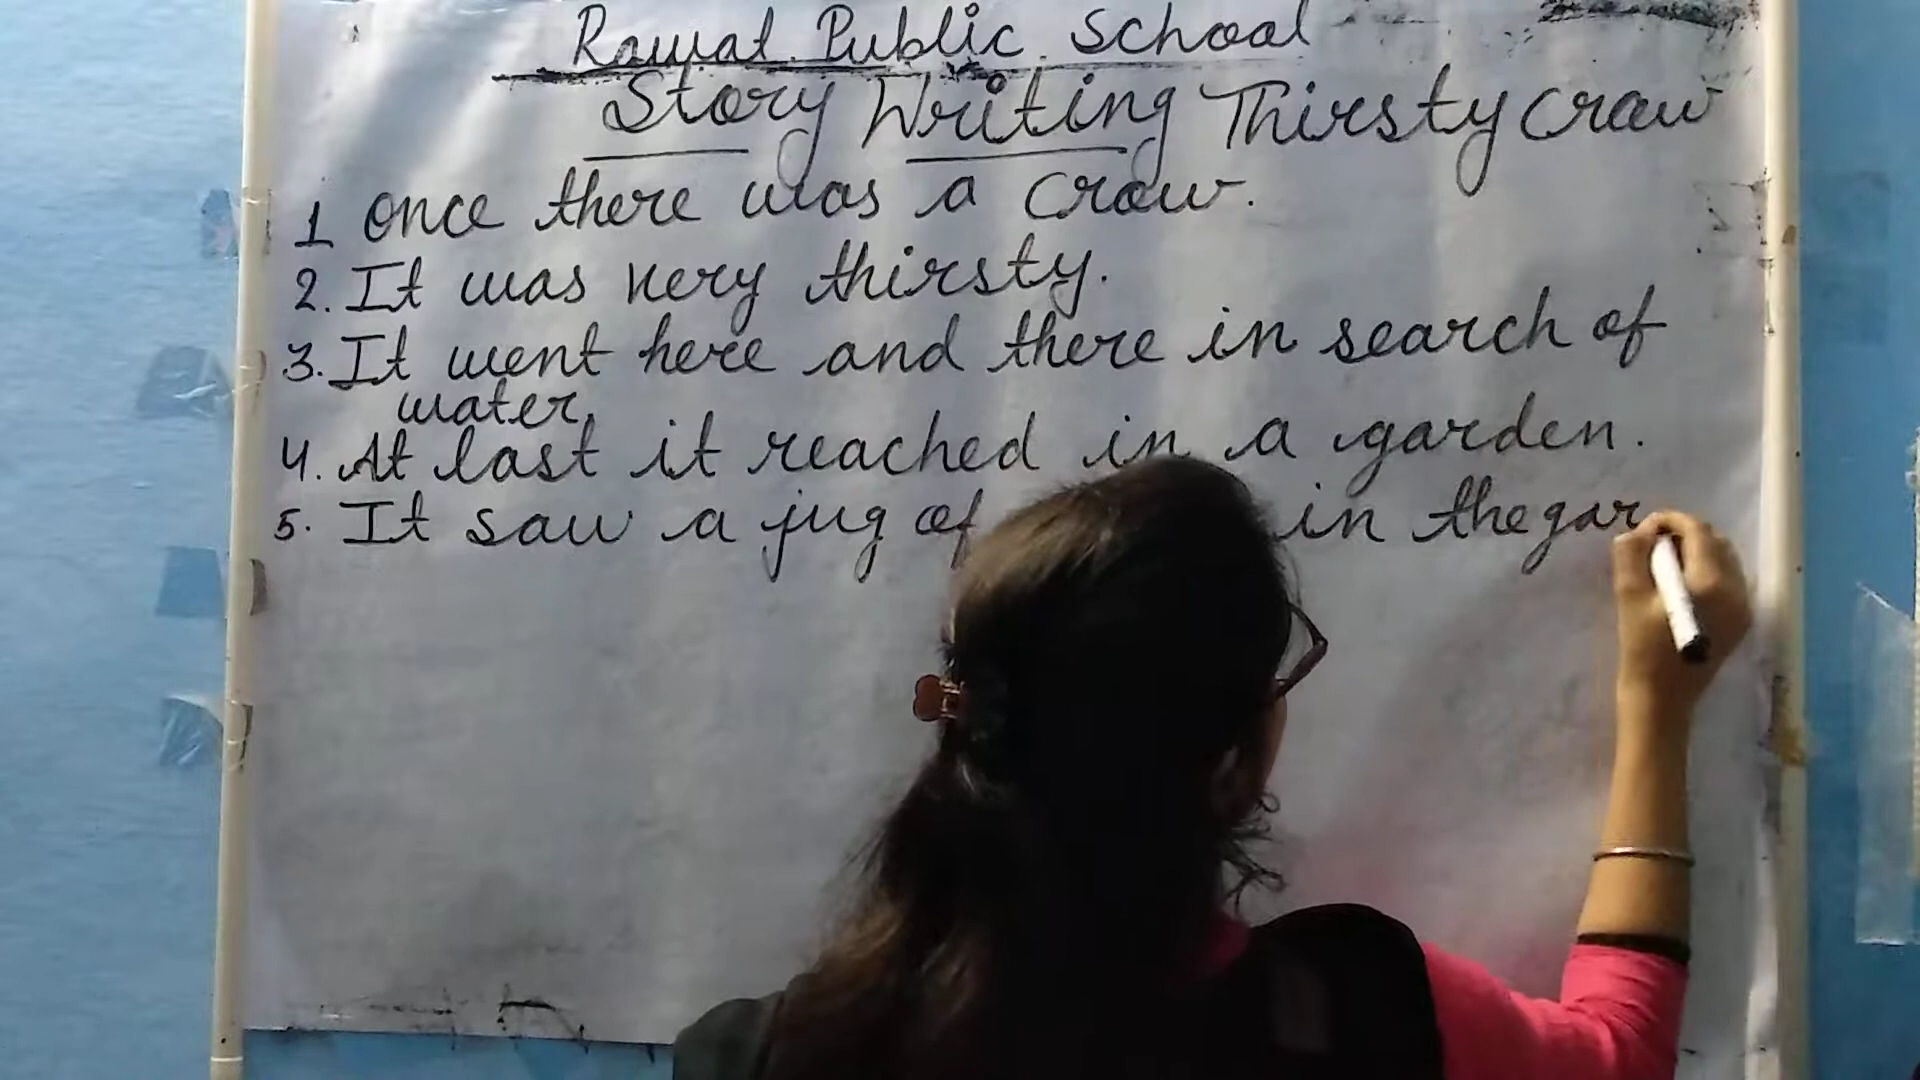 Rawat Public School
Story Writing Thirsty Craw
1 Once there was a Craw.
2. It was very thirsty.
3. It went here and there in search of
water.
4. At last it reached in a garden.
5. It saw a jug of in the gar